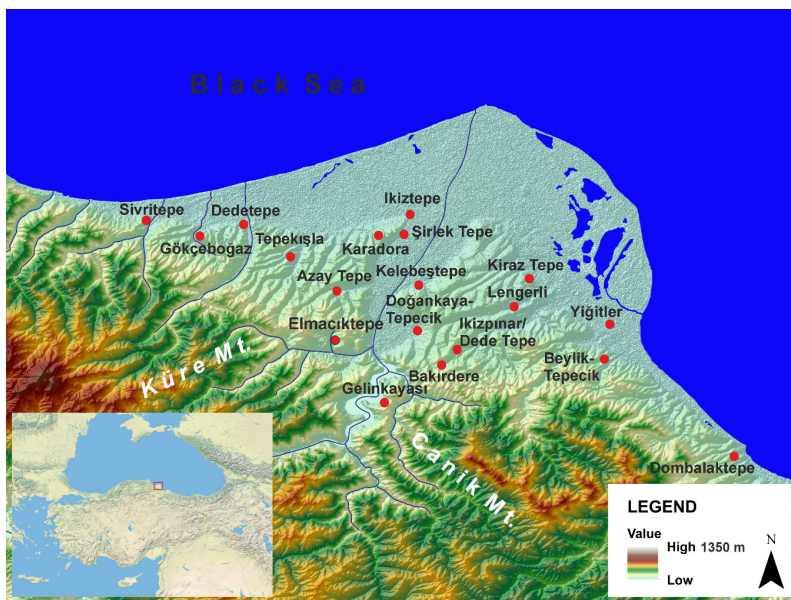 Black Sea
Sivritepe
Dedetepe
Ikiztepe
Gökçeboğaz
Tepekışla
Karadora
Şirlek Tepe
Azay Tepe
Kelebeştepe
Kiraz Tepe
Doğankaya-
Tepecik
Lengerli
Elmacıktepe
Ikizpınar/
Dede Tepe
Yiğitler
Küre Mt.
Bakırdere
Beylik-
Tepecik
Gelinkayası
Canik Mt.
Dombalaktepe
LEGEND
Value
High 1350 m
Low
N